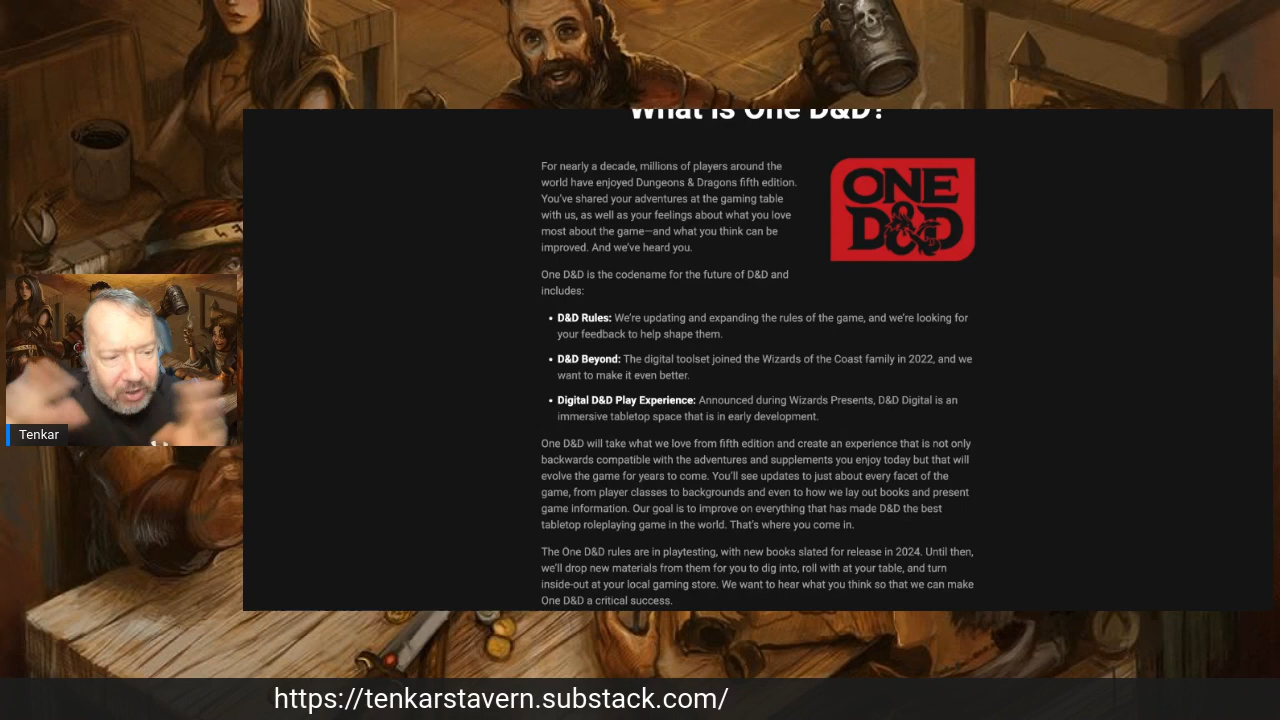 What is One D&D?
For nearly a decade, millions of players around the
world have enjoyed Dungeons & Dragons fifth edition.
You've shared your adventures at the gaming table
with us, as well as your feelings about what you love
most about the game—and what you think can be
improved. And we've heard you.
ONE
D&D
One D&D is the codename for the future of D&D and
includes:
• D&D Rules: We're updating and expanding the rules of the game, and we're looking for
your feedback to help shape them.
• D&D Beyond: The digital toolset joined the Wizards of the Coast family in 2022, and we
want to make it even better.
• Digital D&D Play Experience: Announced during Wizards Presents, D&D Digital is an
immersive tabletop space that is in early development.
One D&D will take what we love from fifth edition and create an experience that is not only
backwards compatible with the adventures and supplements you enjoy today but that will
evolve the game for years to come. You'll see updates to just about every facet of the
game, from player classes to backgrounds and even to how we lay out books and present
game information. Our goal is to improve on everything that has made D&D the best
tabletop roleplaying game in the world. That's where you come in.
The One D&D rules are in playtesting, with new books slated for release in 2024. Until then,
we'll drop new materials from them for you to dig into, roll with at your table, and turn
inside-out at your local gaming store. We want to hear what you think so that we can make
One D&D a critical success.
Tenkar
https://tenkarstavern.substack.com/